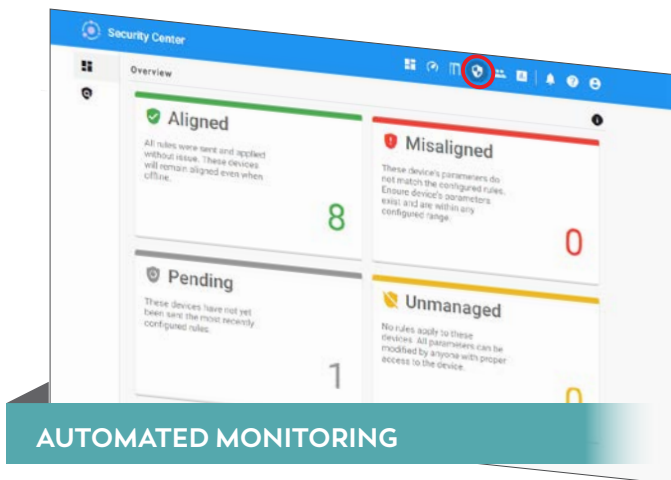 Security Center
Overview
Aligned
All rules were sent and applied
without issue. These devices
will remain aligned even when
offline.
8
Misaligned
These device's parameters do
not match the configured rules.
Ensure device's parameters
exist and are within any
configured range.
0
Pending
These devices have not yet
been sent the most recently
configured rules.
1
Unmanaged
No rules apply to these
devices. All parameters can be
modified by anyone with proper
access to the device.
0
AUTOMATED MONITORING